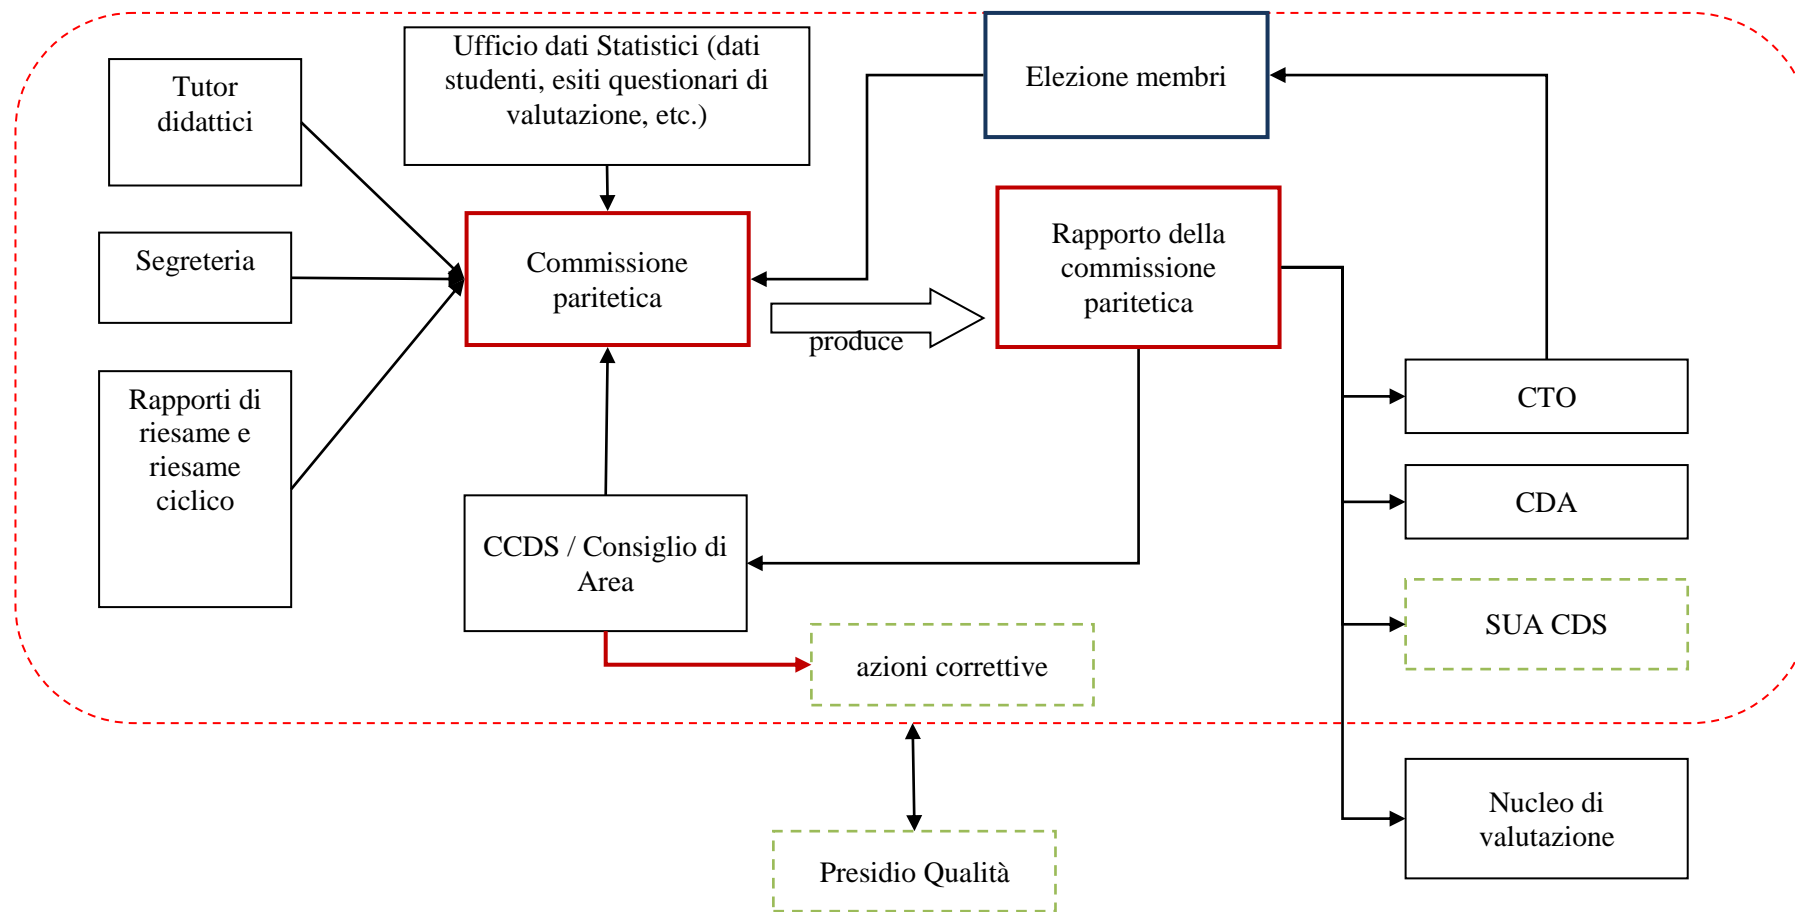 Tutor
didattici
Ufficio dati Statistici (dati
studenti, esiti questionari di
valutazione, etc.)
Elezione membri
Segreteria
Commissione
paritetica
produce
Rapporto della
commissione
paritetica
Rapporti di
riesame e
riesame
ciclico
CTO
CDA
CCDS / Consiglio di
Area
SUA CDS
azioni correttive
Nucleo di
valutazione
Presidio Qualità